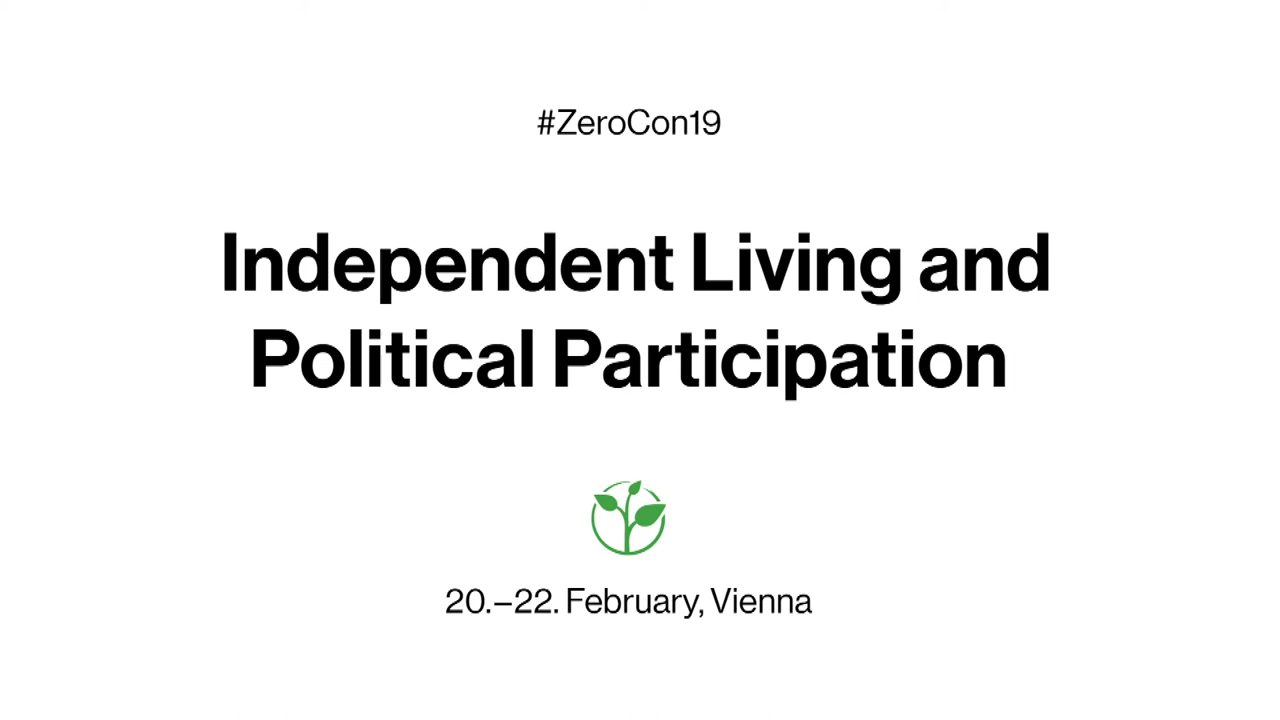 #ZeroCon19
Independent Living and
Political Participation
20.–22. February, Vienna